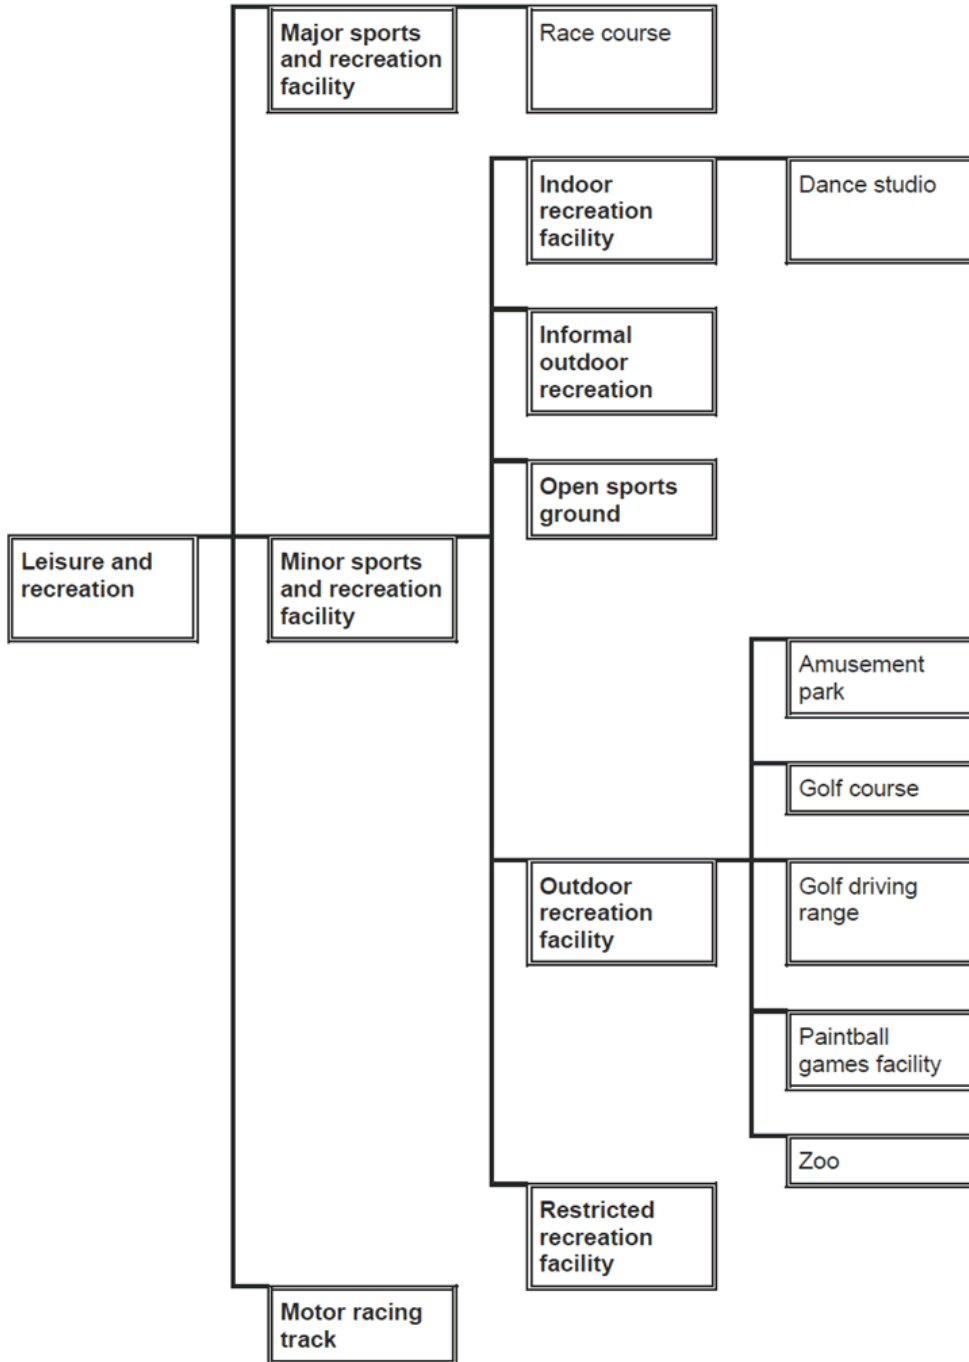 Major sports
and recreation
facility
Race course
Indoor
recreation
facility
Dance studio
Informal
outdoor
recreation
Open sports
ground
Leisure and
recreation
Minor sports
and recreation
facility
Amusement
park
Golf course
Outdoor
recreation
facility
Golf driving
range
Paintball
games facility
Zoo
Restricted
recreation
facility
Motor racing
track